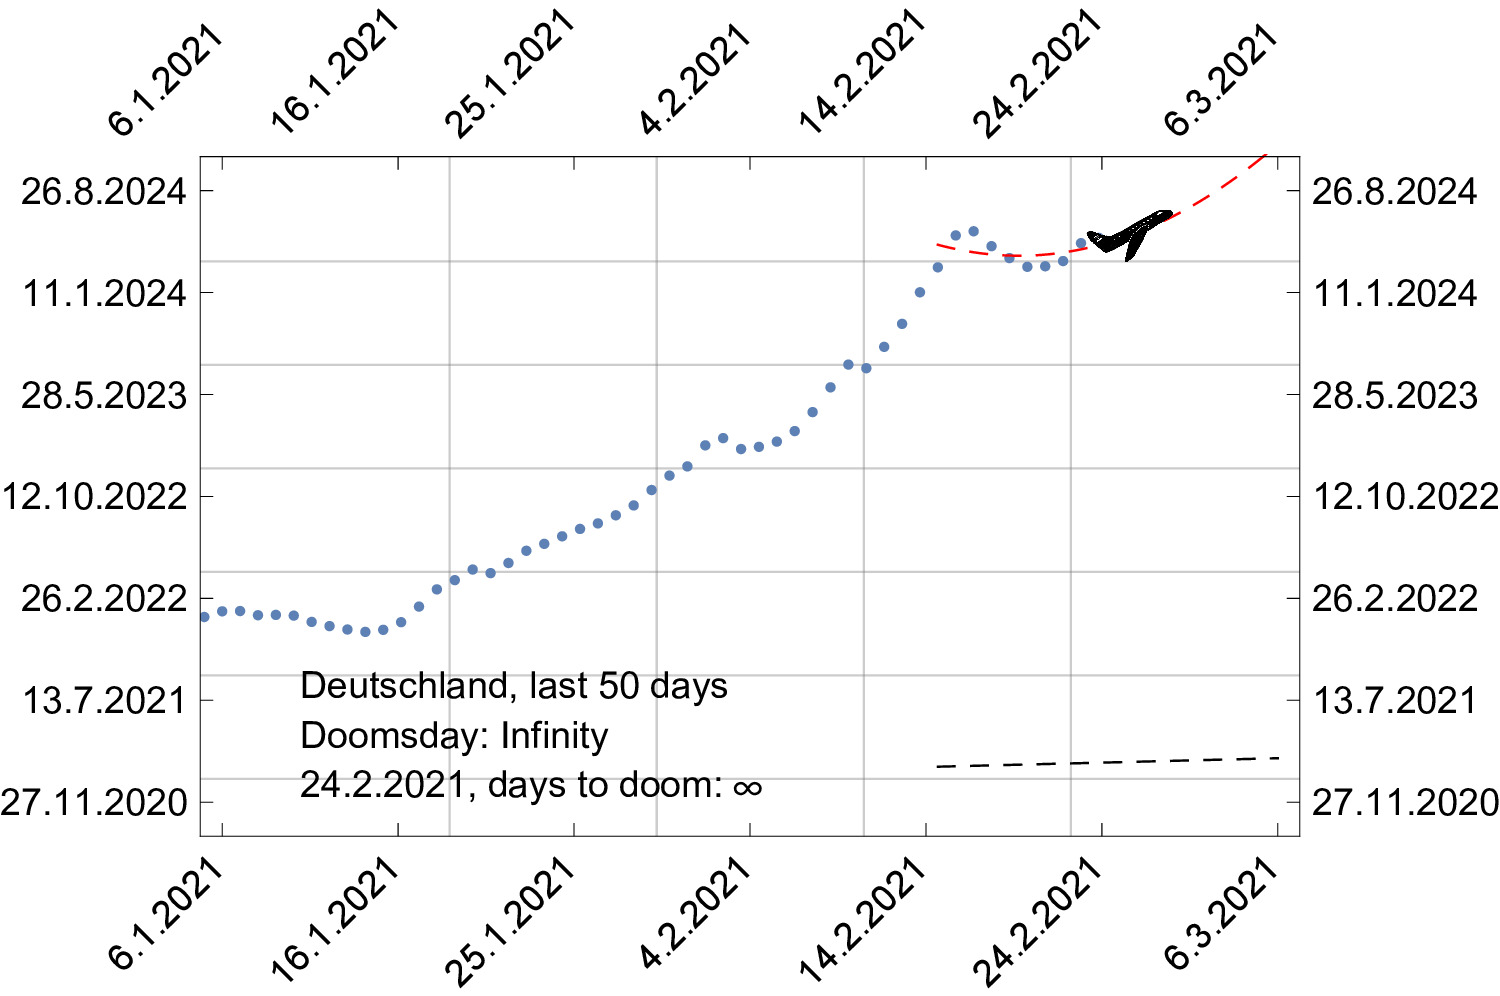 6.1.2021 16.1.2021 25.1.2021 4.2.2021 14.2.2021 24.2.2021 6.3.2021
26.8.2024 26.8.2024
11.1.2024 11.1.2024
28.5.2023 28.5.2023
12.10.2022 12.10.2022
26.2.2022 26.2.2022
Deutschland, last 50 days
13.7.2021 13.7.2021
Doomsday: Infinity
24.2.2021, days to doom: ∞
27.11.2020 27.11.2020
6.1.2021 16.1.2021 25.1.2021 4.2.2021 14.2.2021 24.2.2021 6.3.2021